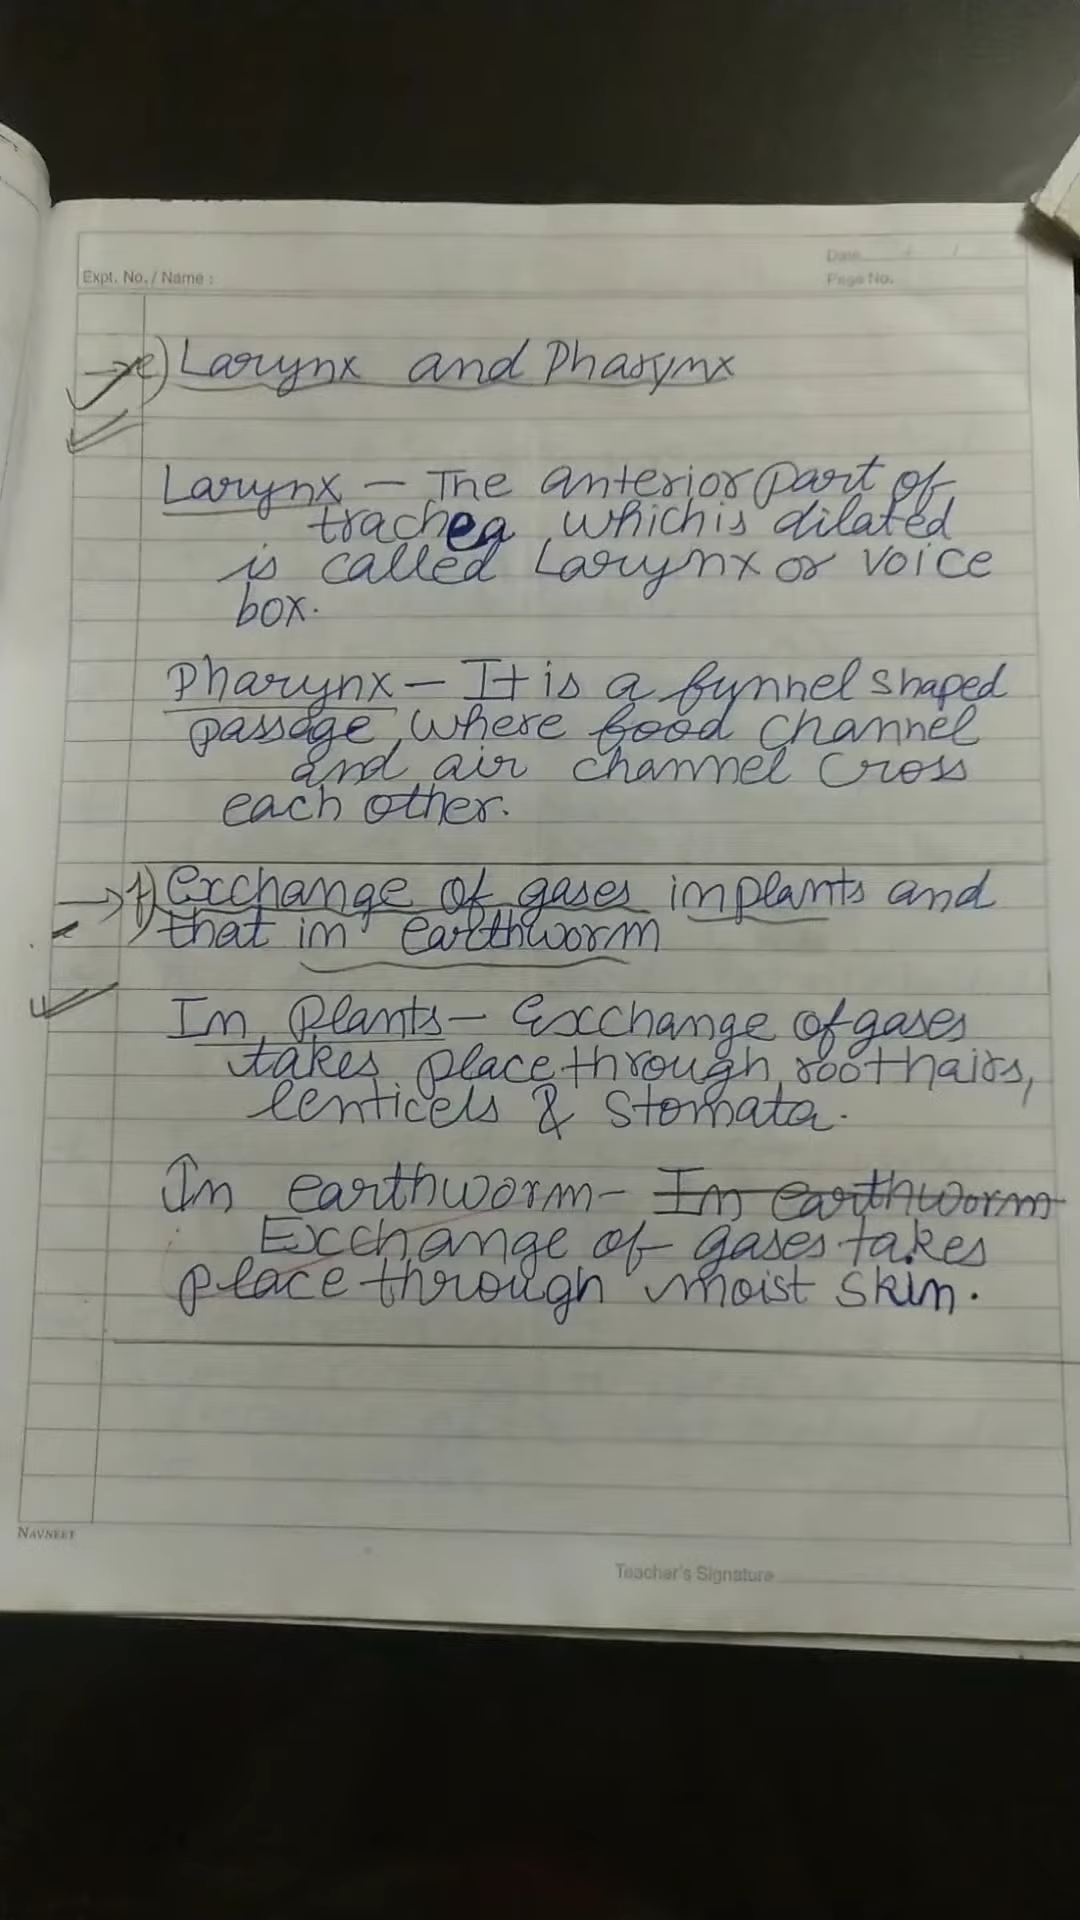 Date / /
Expt. No. / Name :
Page No.
→ e) Larynx and Pharynx
Larynx – The anterior part of
trachea, which is dilated
is called Larynx or voice
box.
Pharynx – It is a funnel shaped
passage, where food channel
and air channel cross
each other.
→ f) Exchange of gases in plants and
that in earthworm
In Plants – Exchange of gases
takes place through root hairs,
lenticels & stomata.
In earthworm – In earthworm
Exchange of gases takes
place through moist skin.
NAVNEET
Teacher's Signature